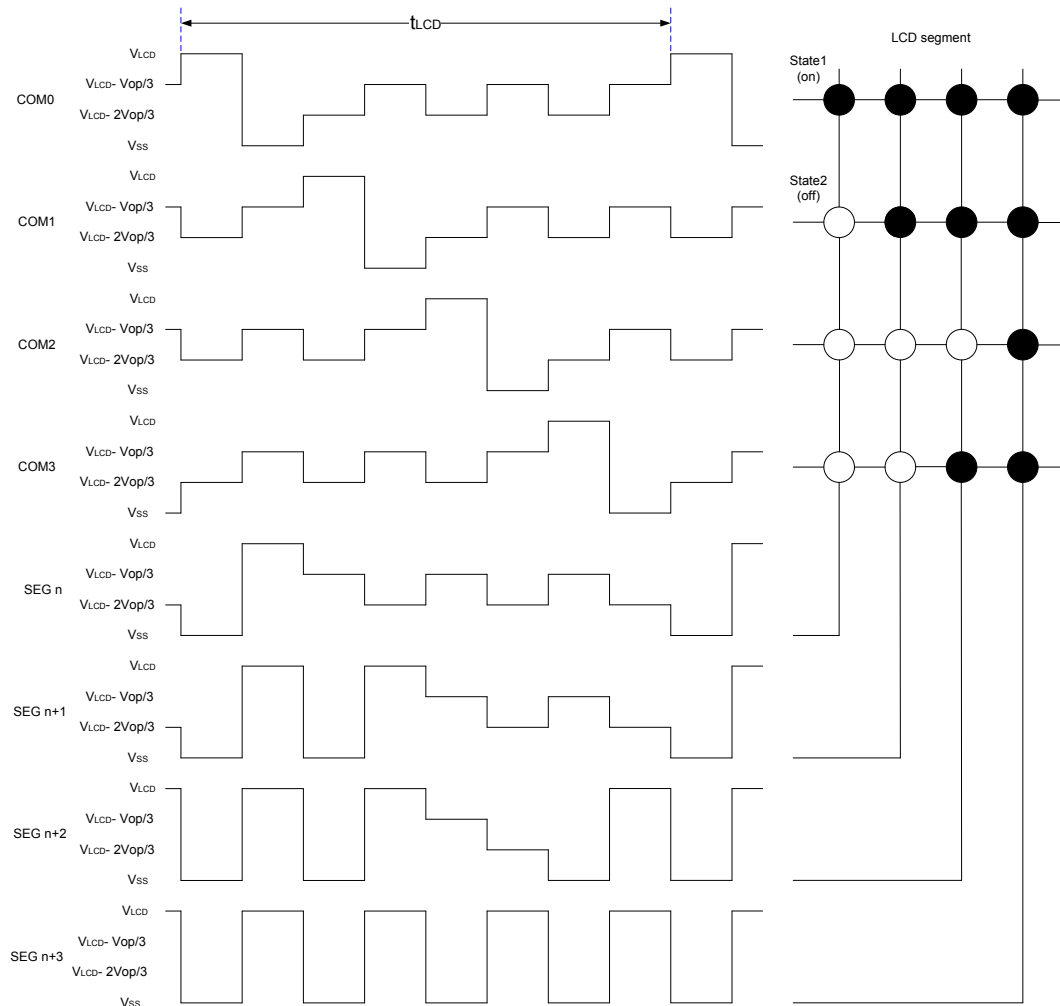 tLCD
LCD segment
State1
(on)
State2
(off)
COM0
VLCD
VLCD- Vop/3
VLCD- 2Vop/3
VSS
COM1
VLCD
VLCD- Vop/3
VLCD- 2Vop/3
VSS
COM2
VLCD
VLCD- Vop/3
VLCD- 2Vop/3
VSS
COM3
VLCD
VLCD- Vop/3
VLCD- 2Vop/3
VSS
SEG n
VLCD
VLCD- Vop/3
VLCD- 2Vop/3
VSS
SEG n+1
VLCD
VLCD- Vop/3
VLCD- 2Vop/3
VSS
SEG n+2
VLCD
VLCD- Vop/3
VLCD- 2Vop/3
VSS
SEG n+3
VLCD
VLCD- Vop/3
VLCD- 2Vop/3
VSS